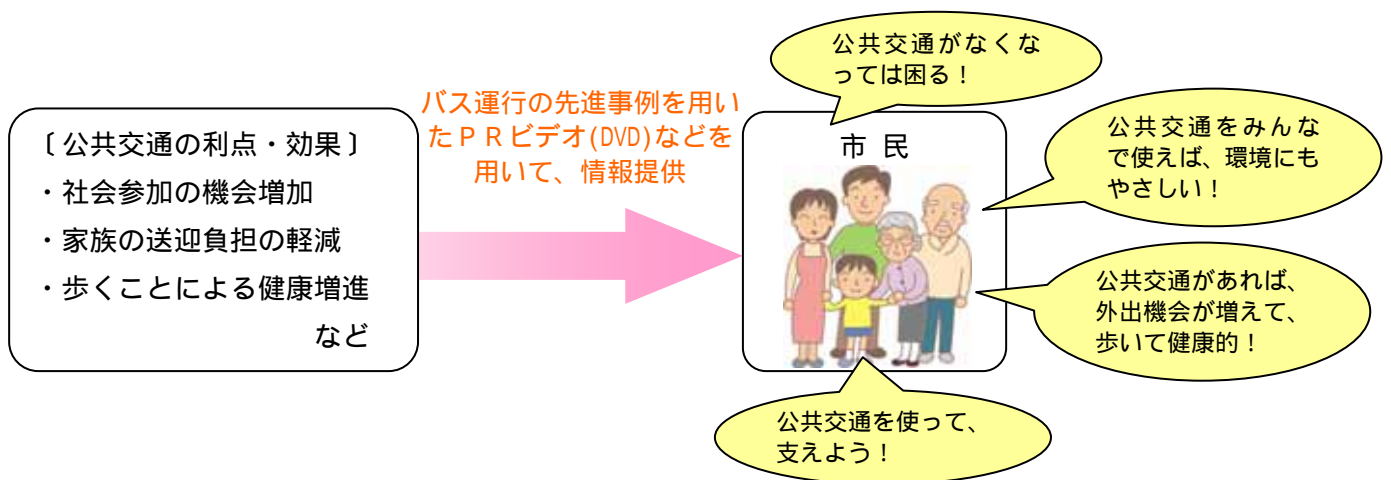 〔公共交通の利点・効果〕
・社会参加の機会増加
・家族の送迎負担の軽減
・歩くことによる健康増進
など
バス運行の先進事例を用い
たＰＲビデオ(DVD)などを
用いて、情報提供
市 民
公共交通がなくな
っては困る！
公共交通をみんな
で使えば、環境にも
やさしい！
公共交通があれば、
外出機会が増えて、
歩いて健康的！
公共交通を使って、
支えよう！